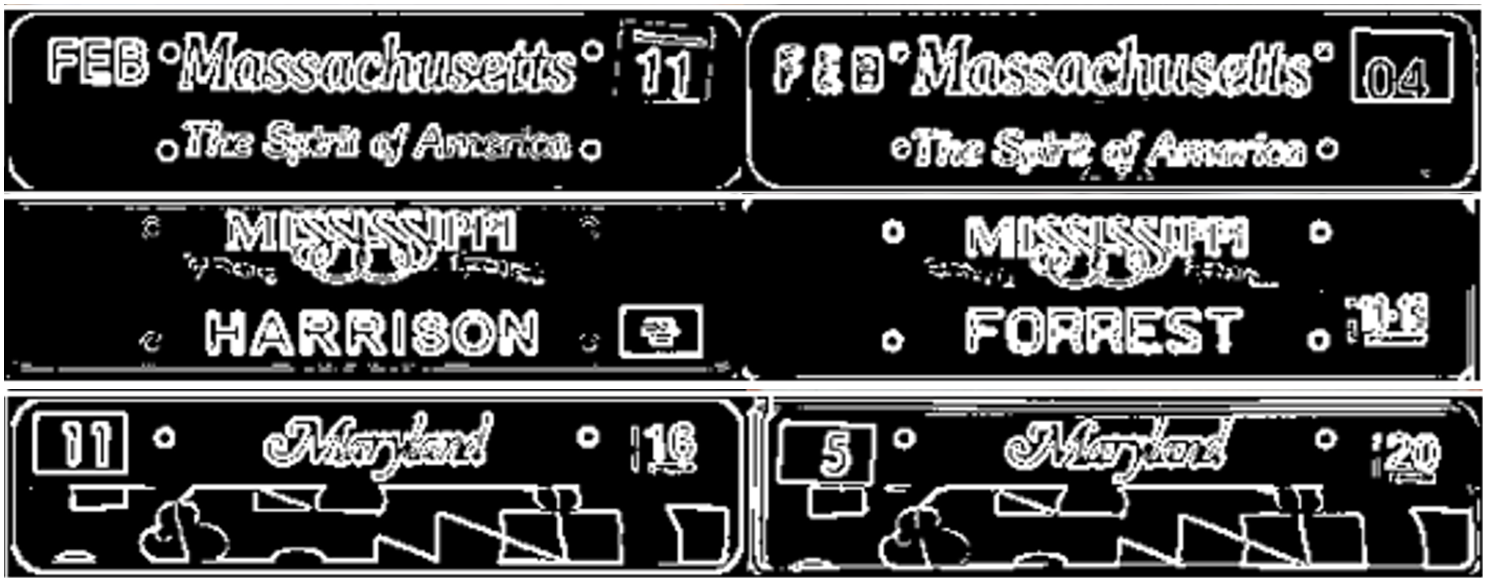 FEB Massachusetts 11
The Spirit of America
FEB Massachusetts 04
The Spirit of America
MISSISSIPPI
HARRISON
MISSISSIPPI
FORREST
11 Maryland 16
5 Maryland 20